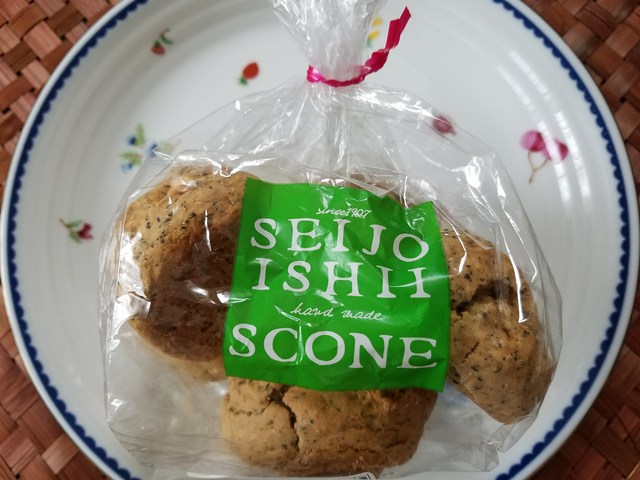 since1927
SEIJO
ISHII
hand made
SCONE